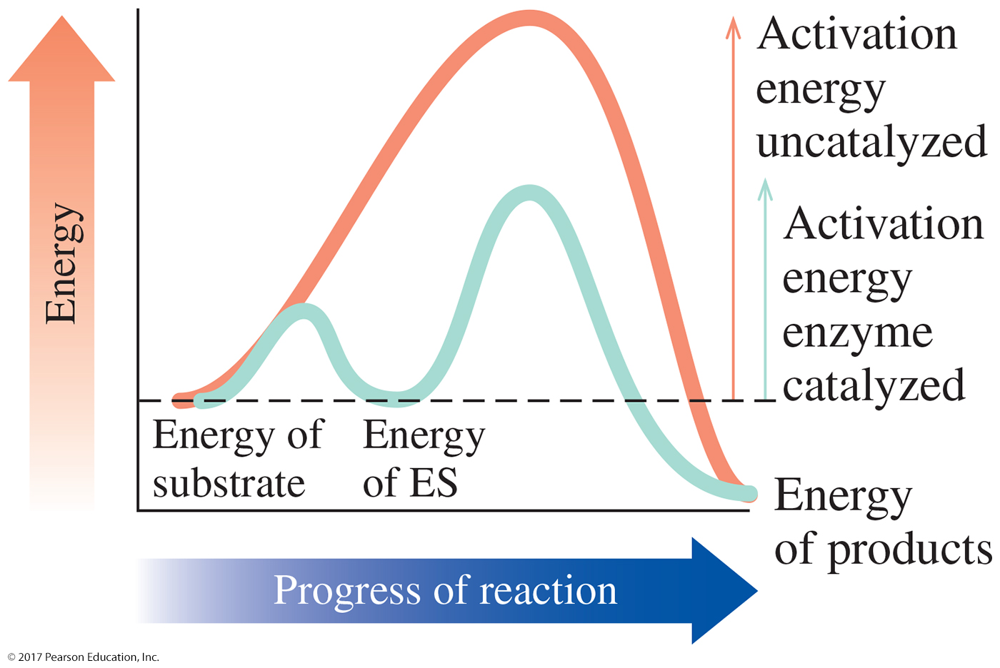 Energy
Activation
energy
uncatalyzed
Activation
energy
enzyme
catalyzed
Energy of
substrate
Energy
of ES
Energy
of products
Progress of reaction
© 2017 Pearson Education, Inc.